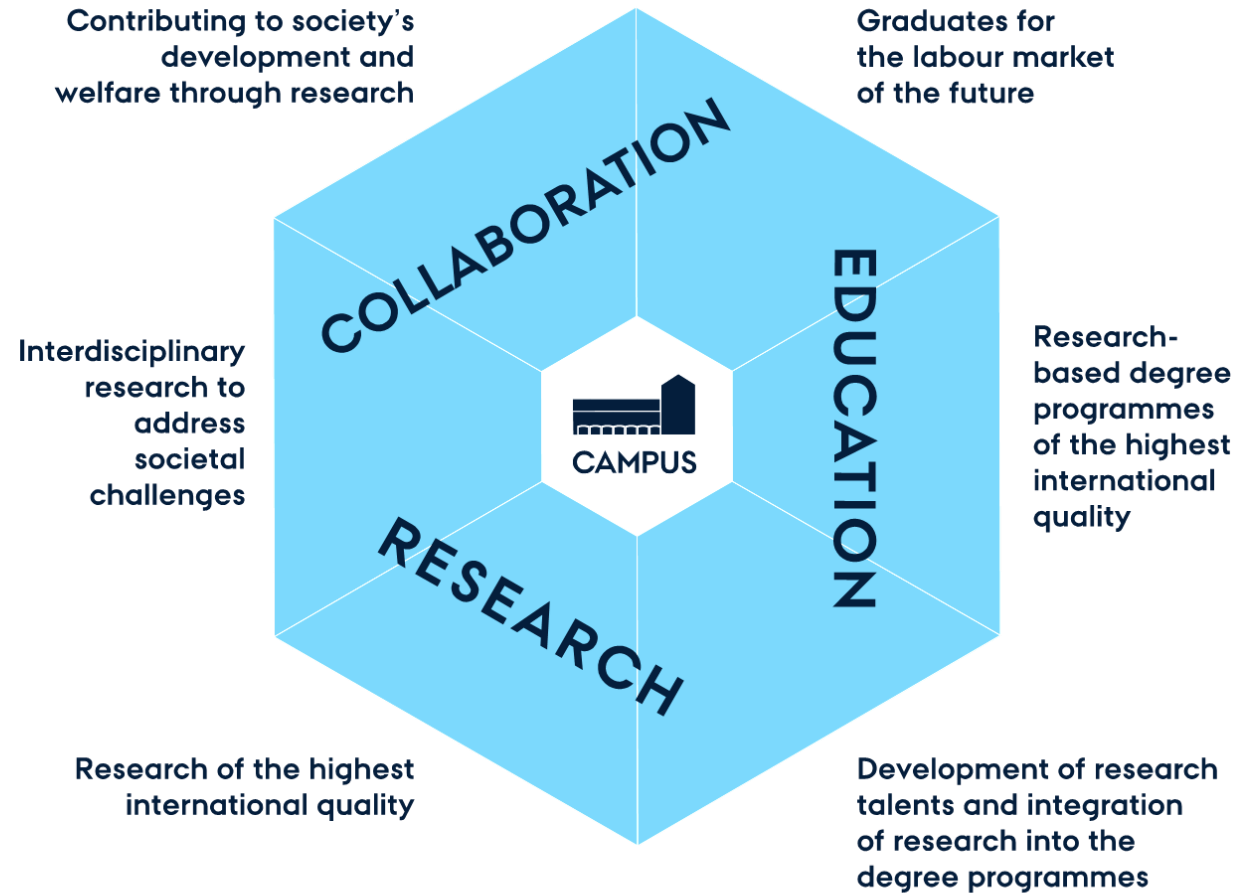 Contributing to society’s
development and
welfare through research
Graduates for
the labour market
of the future
COLLABORATION
EDUCATION
Interdisciplinary
research to
address
societal
challenges
CAMPUS
Research-
based degree
programmes
of the highest
international
quality
RESEARCH
Research of the highest
international quality
Development of research
talents and integration
of research into the
degree programmes